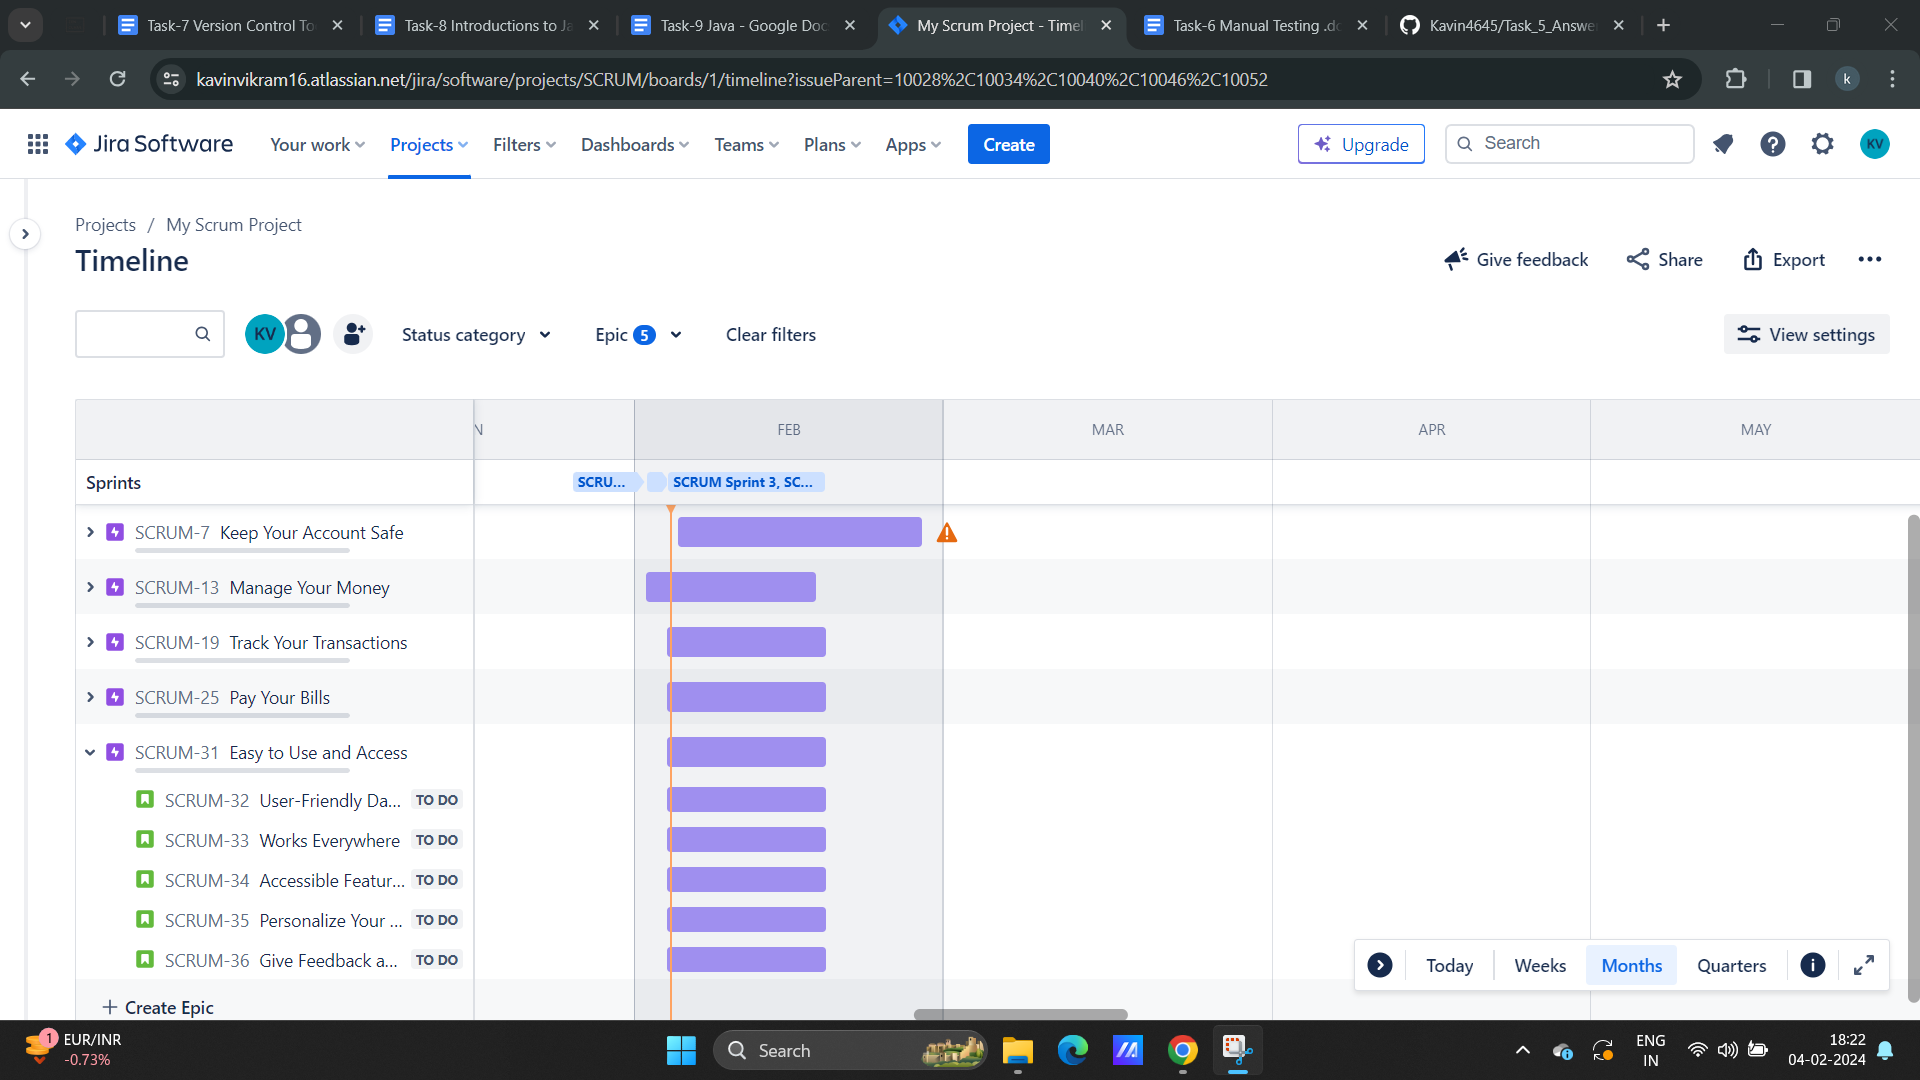 Task-7 Version Control To
Task-8 Introductions to Ja
Task-9 Java - Google Doc
My Scrum Project - Timel
Task-6 Manual Testing .do
Kavin4645/Task_5_Answe
kavinvikram16.atlassian.net/jira/software/projects/SCRUM/boards/1/timeline?issueParent=10028%2C10034%2C10040%2C10046%2C10052
k
Jira Software
Your work
Projects
Filters
Dashboards
Teams
Plans
Apps
Create
Upgrade
Search
KV
Projects / My Scrum Project
Timeline
Give feedback
Share
Export
KV
Status category
Epic 5
Clear filters
View settings
N
FEB
MAR
APR
MAY
Sprints
SCRU...
SCRUM Sprint 3, SC...
SCRUM-7 Keep Your Account Safe
SCRUM-13 Manage Your Money
SCRUM-19 Track Your Transactions
SCRUM-25 Pay Your Bills
SCRUM-31 Easy to Use and Access
SCRUM-32 User-Friendly Da... TO DO
SCRUM-33 Works Everywhere TO DO
SCRUM-34 Accessible Featur... TO DO
SCRUM-35 Personalize Your ... TO DO
SCRUM-36 Give Feedback a... TO DO
+ Create Epic
Today
Weeks
Months
Quarters
1
EUR/INR
-0.73%
Search
ENG
IN
18:22
04-02-2024